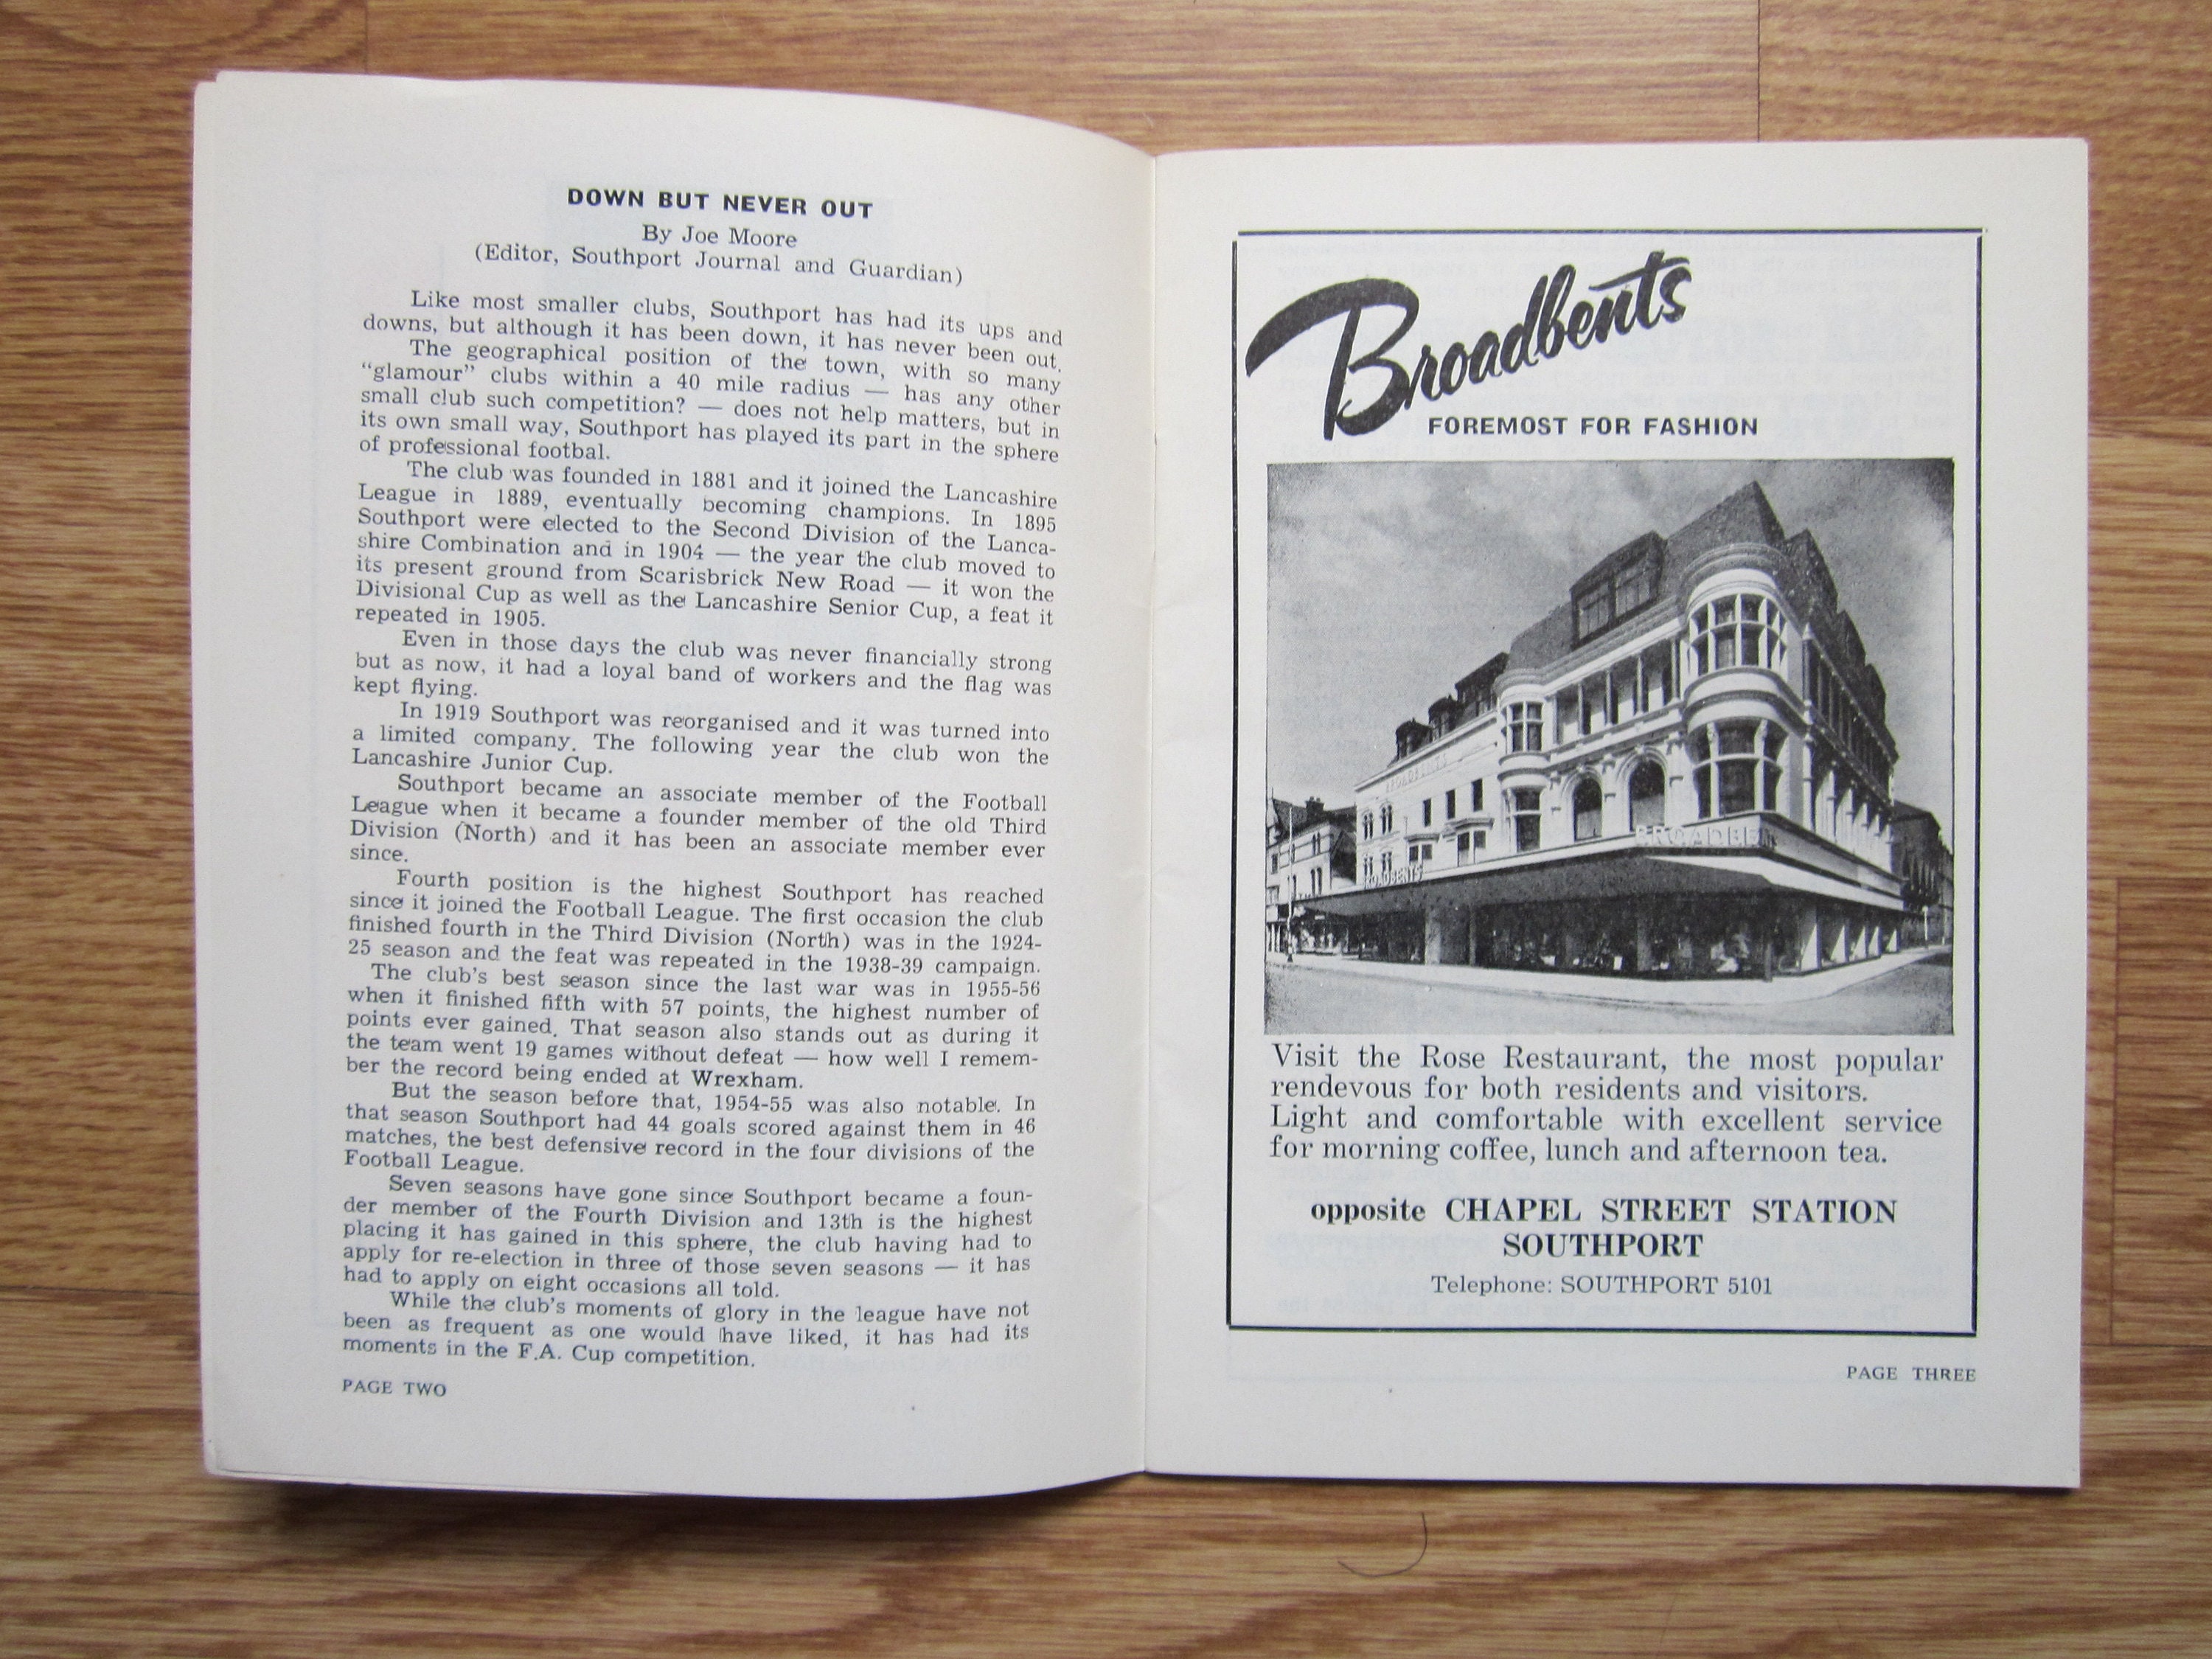 DOWN BUT NEVER OUT
By Joe Moore
(Editor, Southport Journal and Guardian)
Like most smaller clubs, Southport has had its ups and
downs, but although it has been down, it has never been out.
The geographical position of the town, with so many
“glamour” clubs within a 40 mile radius — has any other
small club such competition? — does not help matters, but in
its own small way, Southport has played its part in the sphere
of professional footbal.
The club was founded in 1881 and it joined the Lancashire
League in 1889, eventually becoming champions. In 1895
Southport were elected to the Second Division of the Lanca-
shire Combination and in 1904 — the year the club moved to
its present ground from Scarisbrick New Road — it won the
Divisional Cup as well as the Lancashire Senior Cup, a feat it
repeated in 1905.
Even in those days the club was never financially strong
but as now, it had a loyal band of workers and the flag was
kept flying.
In 1919 Southport was reorganised and it was turned into
a limited company. The following year the club won the
Lancashire Junior Cup.
Southport became an associate member of the Football
League when it became a founder member of the old Third
Division (North) and it has been an associate member ever
since.
Fourth position is the highest Southport has reached
since it joined the Football League. The first occasion the club
finished fourth in the Third Division (North) was in the 1924-
25 season and the feat was repeated in the 1938-39 campaign.
The club's best season since the last war was in 1955-56
when it finished fifth with 57 points, the highest number of
points ever gained. That season also stands out as during it
the team went 19 games without defeat — how well I remem-
ber the record being ended at Wrexham.
But the season before that, 1954-55 was also notable. In
that season Southport had 44 goals scored against them in 46
matches, the best defensive record in the four divisions of the
Football League.
Seven seasons have gone since Southport became a foun-
der member of the Fourth Division and 13th is the highest
placing it has gained in this sphere, the club having had to
apply for re-election in three of those seven seasons — it has
had to apply on eight occasions all told.
While the club's moments of glory in the league have not
been as frequent as one would have liked, it has had its
moments in the F.A. Cup competition.
PAGE TWO
Broadbents
FOREMOST FOR FASHION
BROADBENTS
BROADBENTS
Visit the Rose Restaurant, the most popular
rendevous for both residents and visitors.
Light and comfortable with excellent service
for morning coffee, lunch and afternoon tea.
opposite CHAPEL STREET STATION
SOUTHPORT
Telephone: SOUTHPORT 5101
PAGE THREE